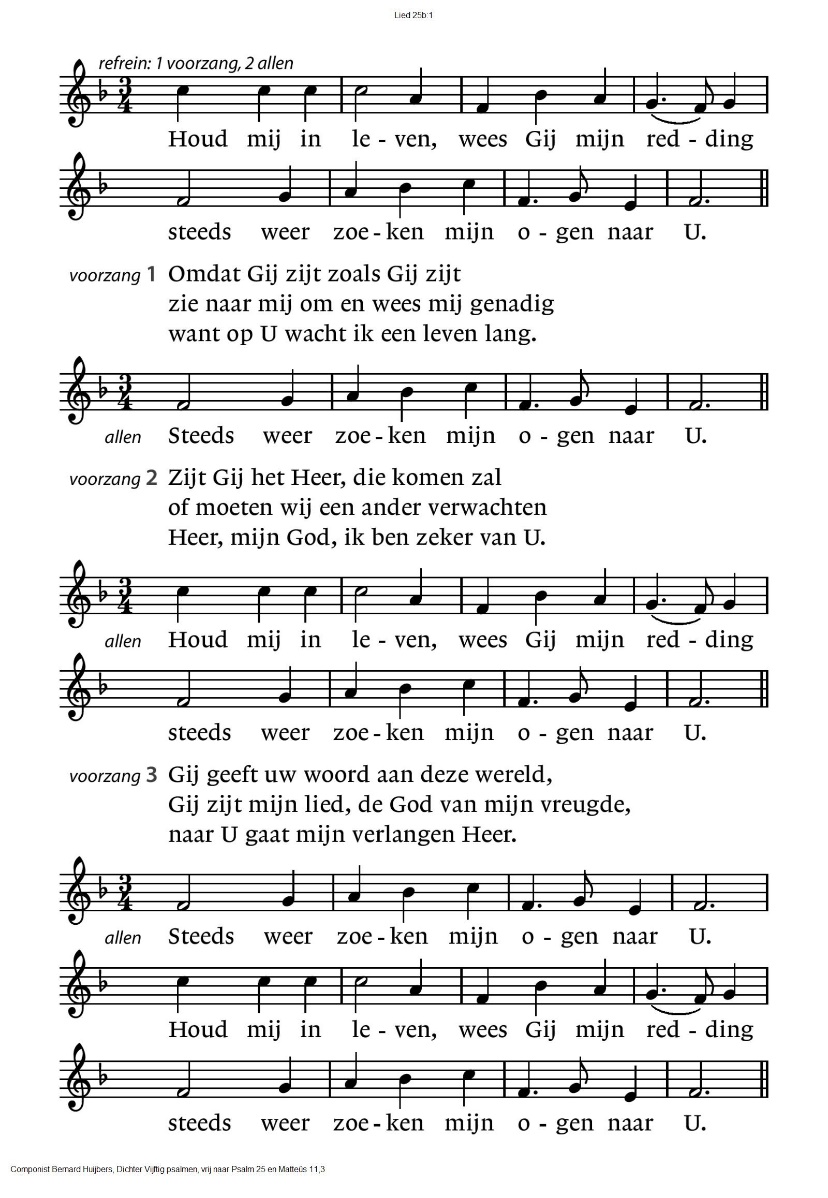 Lied 25b:1
refrein: 1 voorzang, 2 allen
Houd mij in le - ven, wees Gij mijn red - ding
steeds weer zoe - ken mijn o - gen naar U.
voorzang 1 Omdat Gij zijt zoals Gij zijt
zie naar mij om en wees mij genadig
want op U wacht ik een leven lang.
allen Steeds weer zoe - ken mijn o - gen naar U.
voorzang 2 Zijt Gij het Heer, die komen zal
of moeten wij een ander verwachten
Heer, mijn God, ik ben zeker van U.
allen Houd mij in le - ven, wees Gij mijn red - ding
steeds weer zoe - ken mijn o - gen naar U.
voorzang 3 Gij geeft uw woord aan deze wereld,
Gij zijt mijn lied, de God van mijn vreugde,
naar U gaat mijn verlangen Heer.
allen Steeds weer zoe - ken mijn o - gen naar U.
Houd mij in le - ven, wees Gij mijn red - ding
steeds weer zoe - ken mijn o - gen naar U.
Componist Bernard Huijbers, Dichter Vijftig psalmen, vrij naar Psalm 25 en Matteüs 11,3